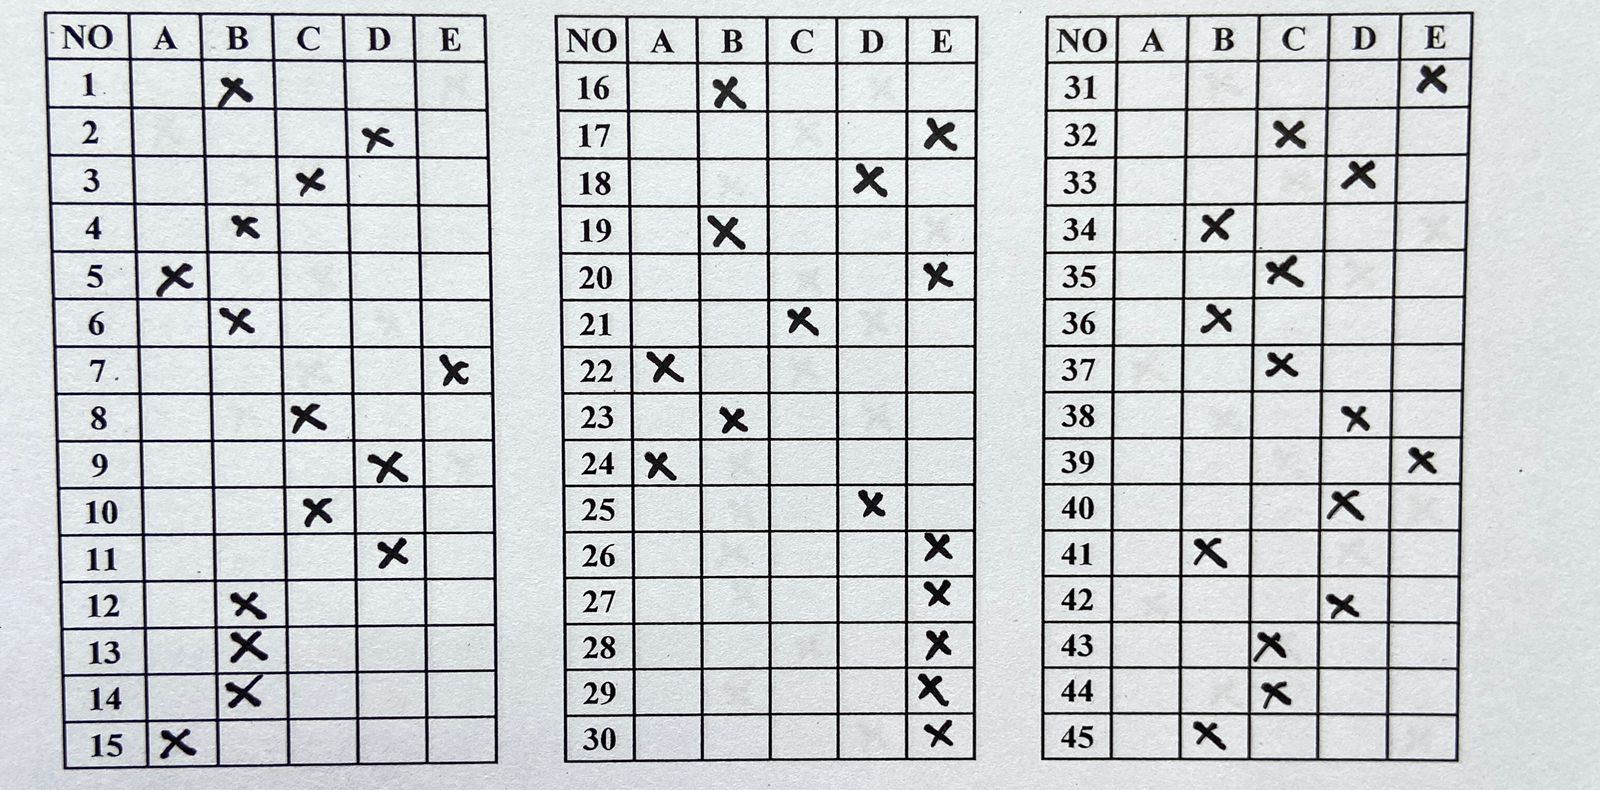 NO A B C D E
1 X
2 X
3 X
4 X
5 X
6 X
7 X
8 X
9 X
10 X
11 X
12 X
13 X
14 X
15 X
NO A B C D E
16 X
17 X
18 X
19 X
20 X
21 X
22 X
23 X
24 X
25 X
26 X
27 X
28 X
29 X
30 X
NO A B C D E
31 X
32 X
33 X
34 X
35 X
36 X
37 X
38 X
39 X
40 X
41 X
42 X
43 X
44 X
45 X